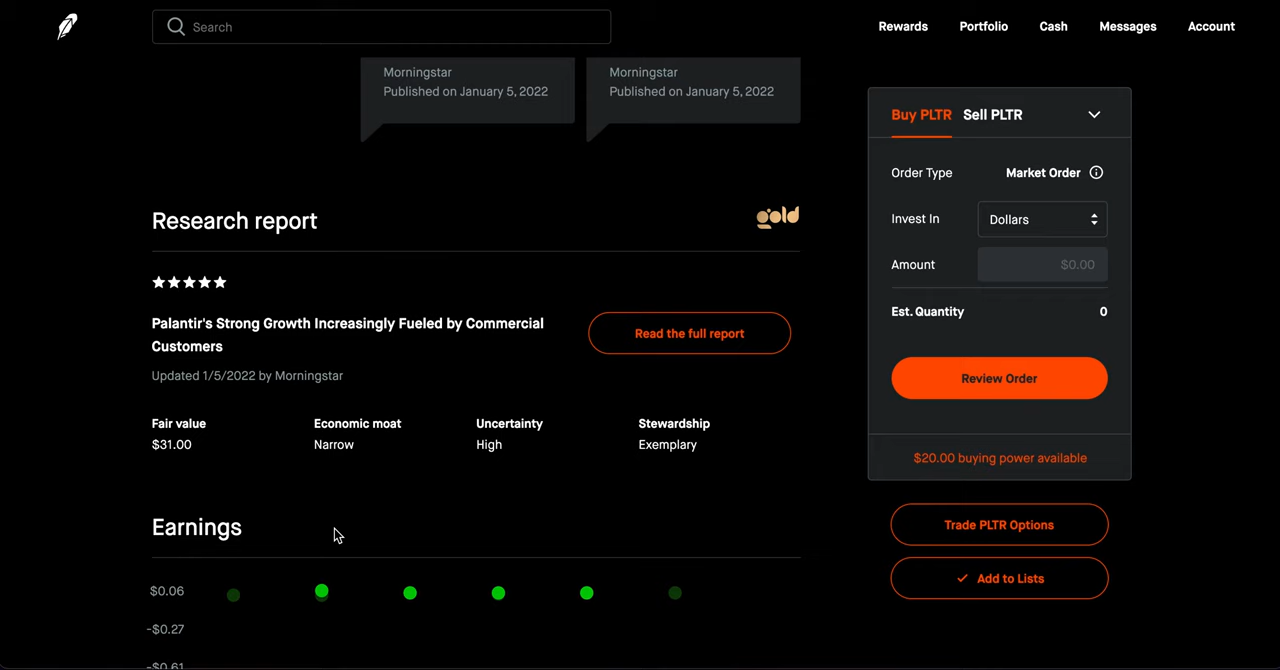 Search
Rewards
Portfolio
Cash
Messages
Account
Morningstar
Published on January 5, 2022
Morningstar
Published on January 5, 2022
Research report
gold
Palantir's Strong Growth Increasingly Fueled by Commercial
Customers
Updated 1/5/2022 by Morningstar
Read the full report
Fair value
$31.00
Economic moat
Narrow
Uncertainty
High
Stewardship
Exemplary
Earnings
$0.06
-$0.27
-$0.61
Buy PLTR
Sell PLTR
Order Type
Market Order
Invest In
Dollars
Amount
$0.00
Est. Quantity
0
Review Order
$20.00 buying power available
Trade PLTR Options
Add to Lists